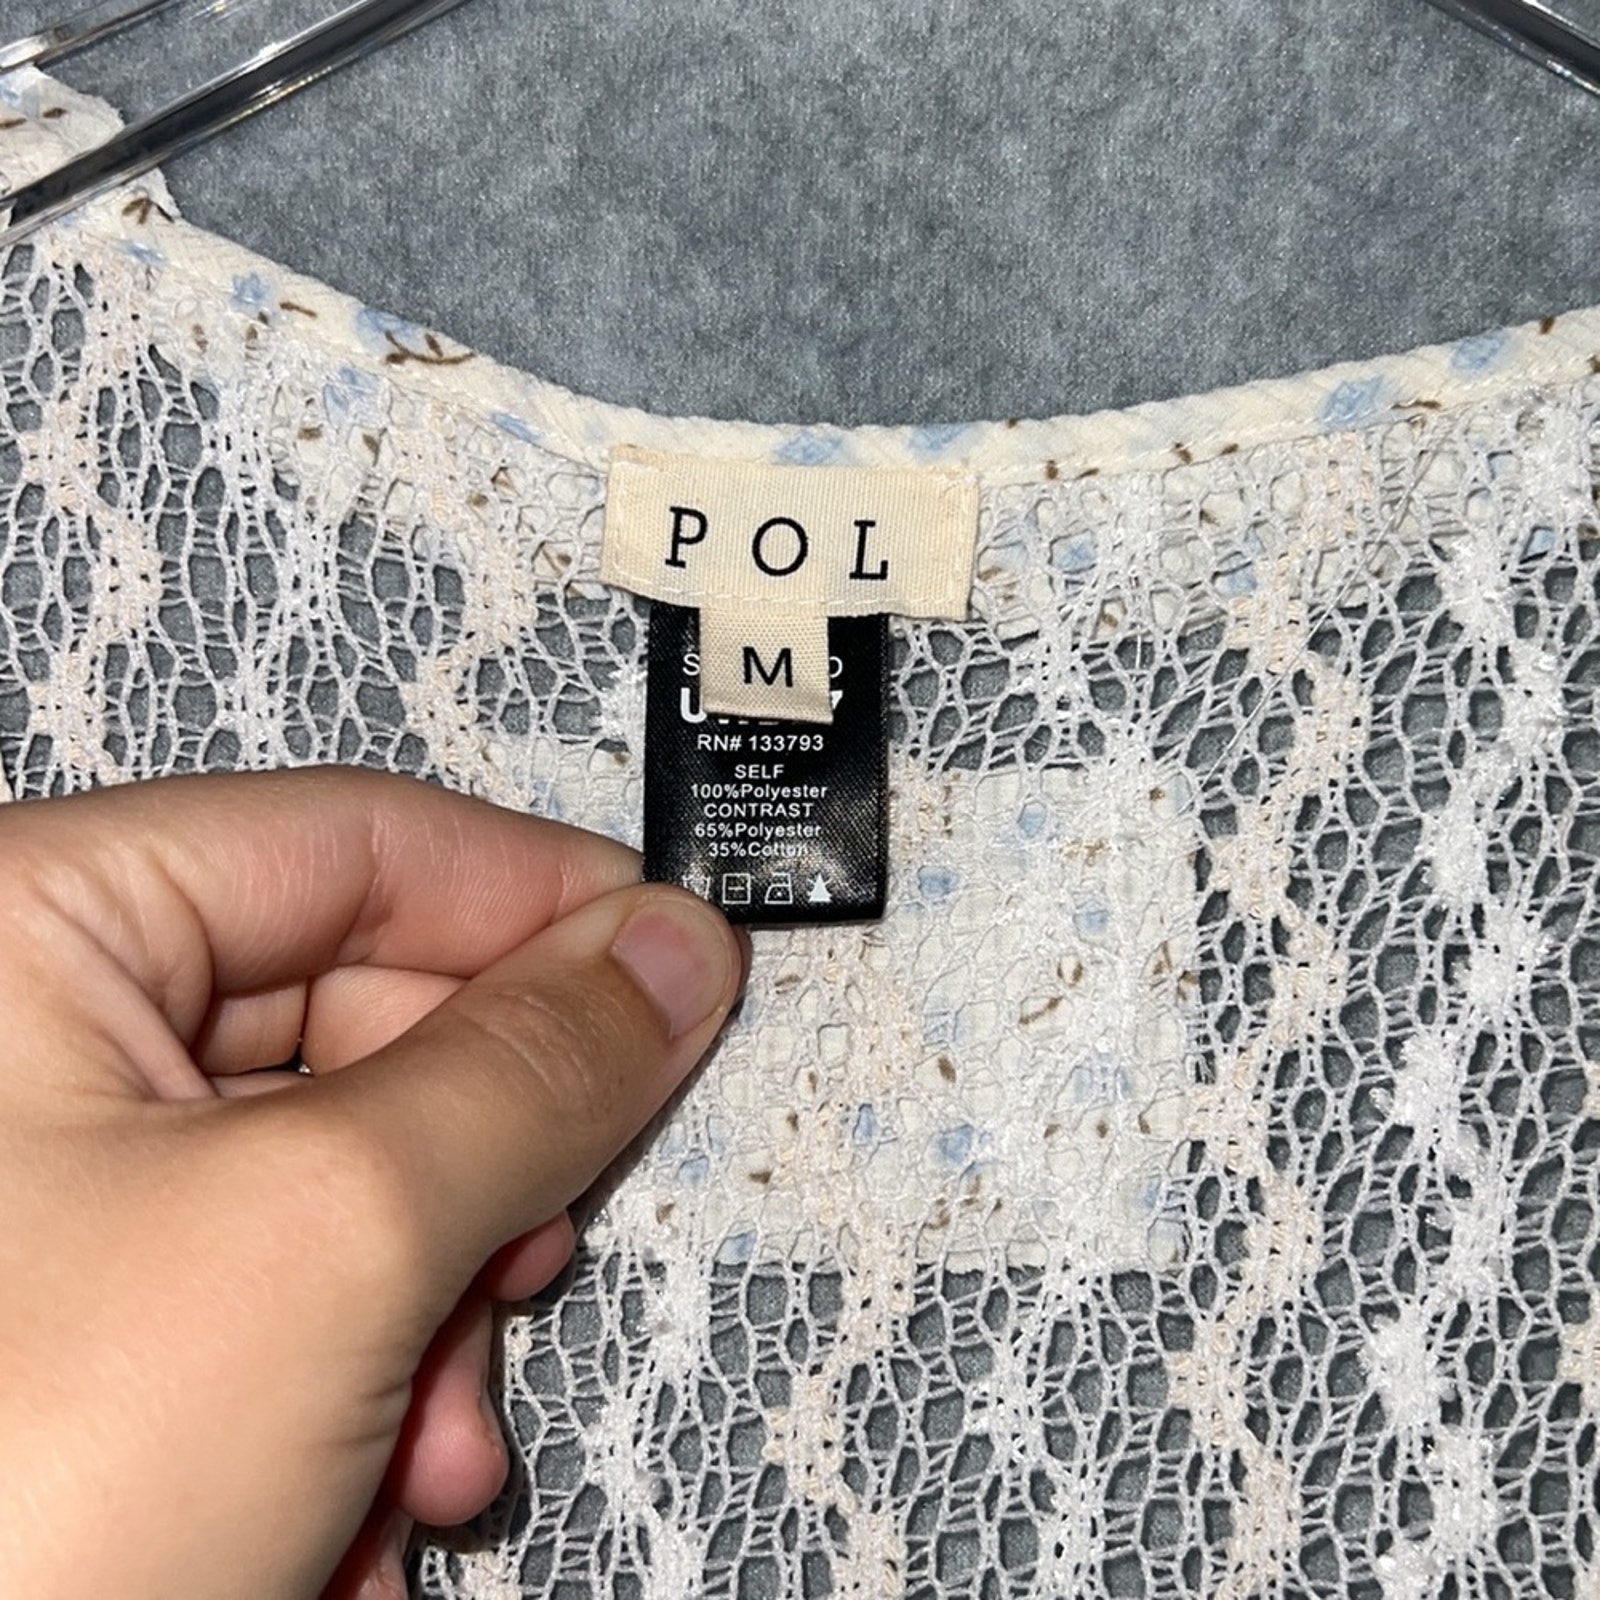 POL
M
RN# 133793
SELF
100%Polyester
CONTRAST
65%Polyester
35%Cotton